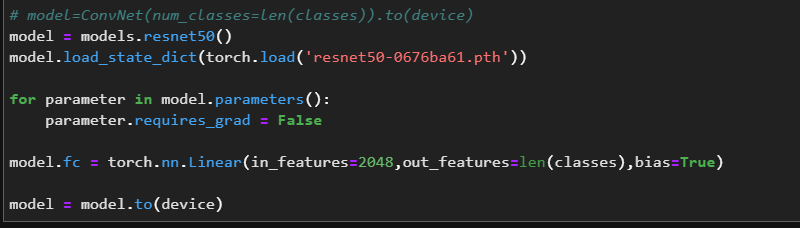 # model=ConvNet(num_classes=len(classes)).to(device)
model = models.resnet50()
model.load_state_dict(torch.load('resnet50-0676ba61.pth'))
for parameter in model.parameters():
    parameter.requires_grad = False
model.fc = torch.nn.Linear(in_features=2048,out_features=len(classes),bias=True)
model = model.to(device)